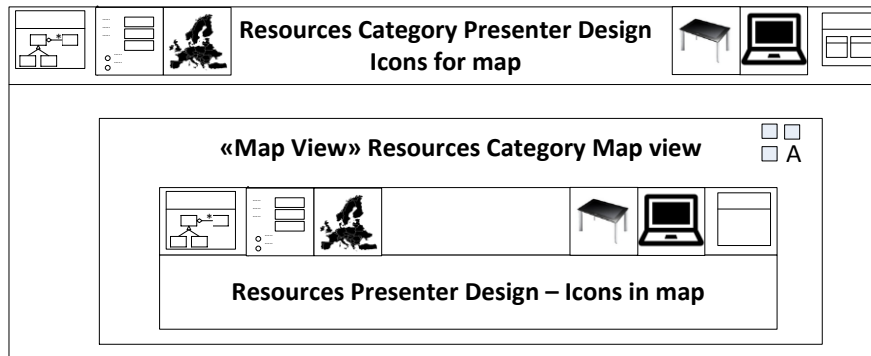 Resources Category Presenter Design
Icons for map
«Map View» Resources Category Map view
A
Resources Presenter Design – Icons in map